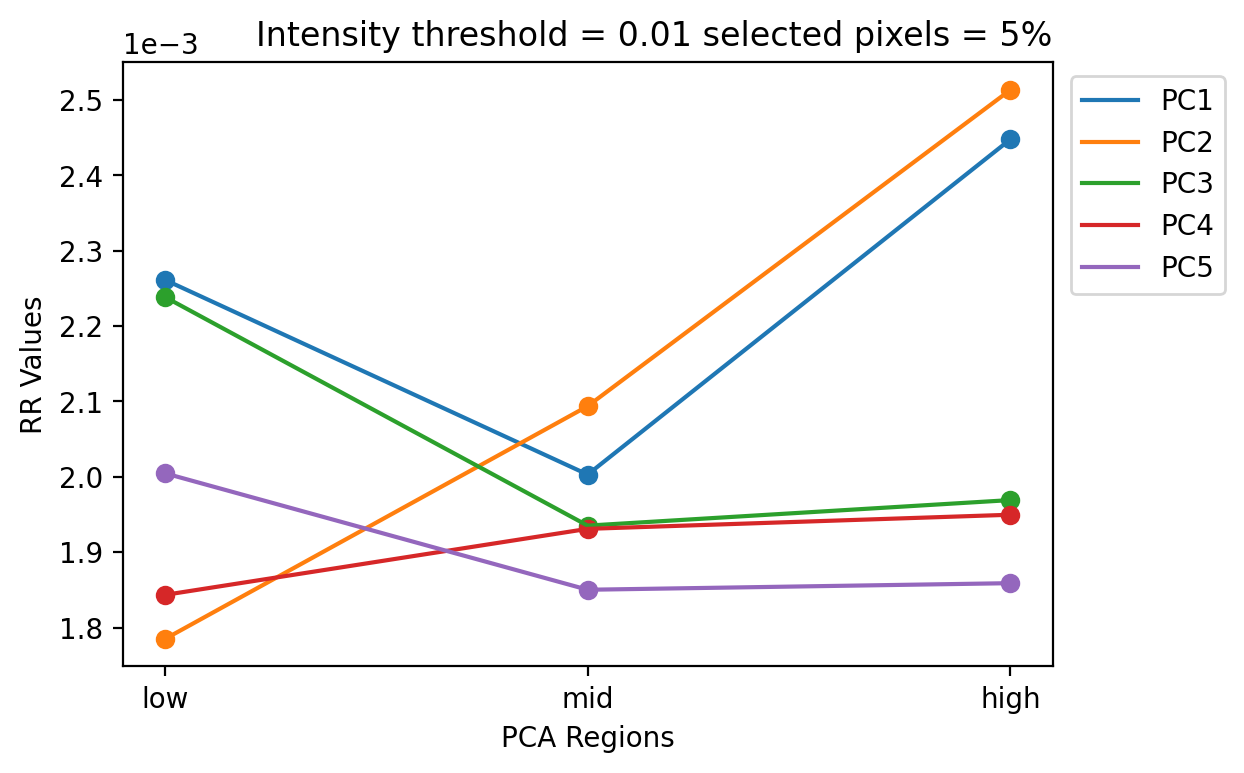 Intensity threshold = 0.01 selected pixels = 5%
1e−3
2.5
2.4
2.3
2.2
2.1
2.0
1.9
1.8
RR Values
low
mid
high
PCA Regions
PC1
PC2
PC3
PC4
PC5